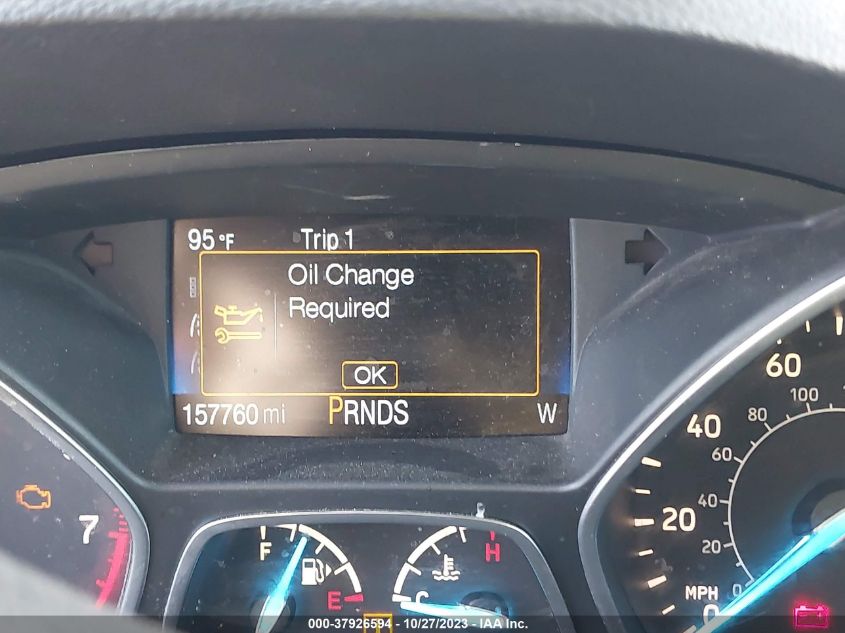 95°F Trip 1
Oil Change
Required
OK
157760 mi PRNDS W
7
F
E
H
C
60
40
20
0
MPH
100
80
60
40
20
0
000-37926594 - 10/27/2023 - IAA Inc.